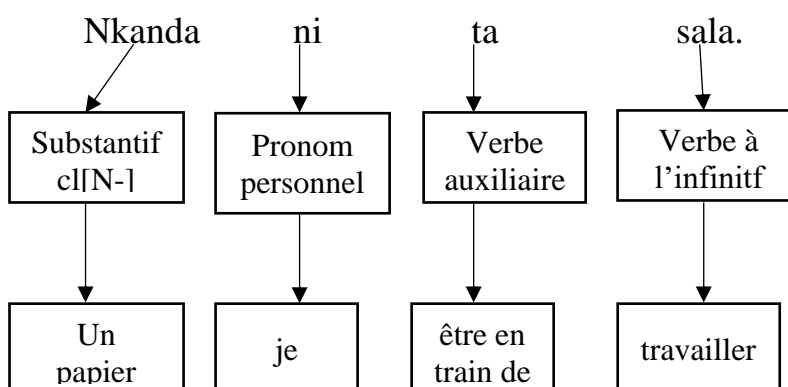 Nkanda ni ta sala.
Substantif
cl[N-]
Pronom
personnel
Verbe
auxiliaire
Verbe à
l'infinitf
Un
papier
je
être en
train de
travailler